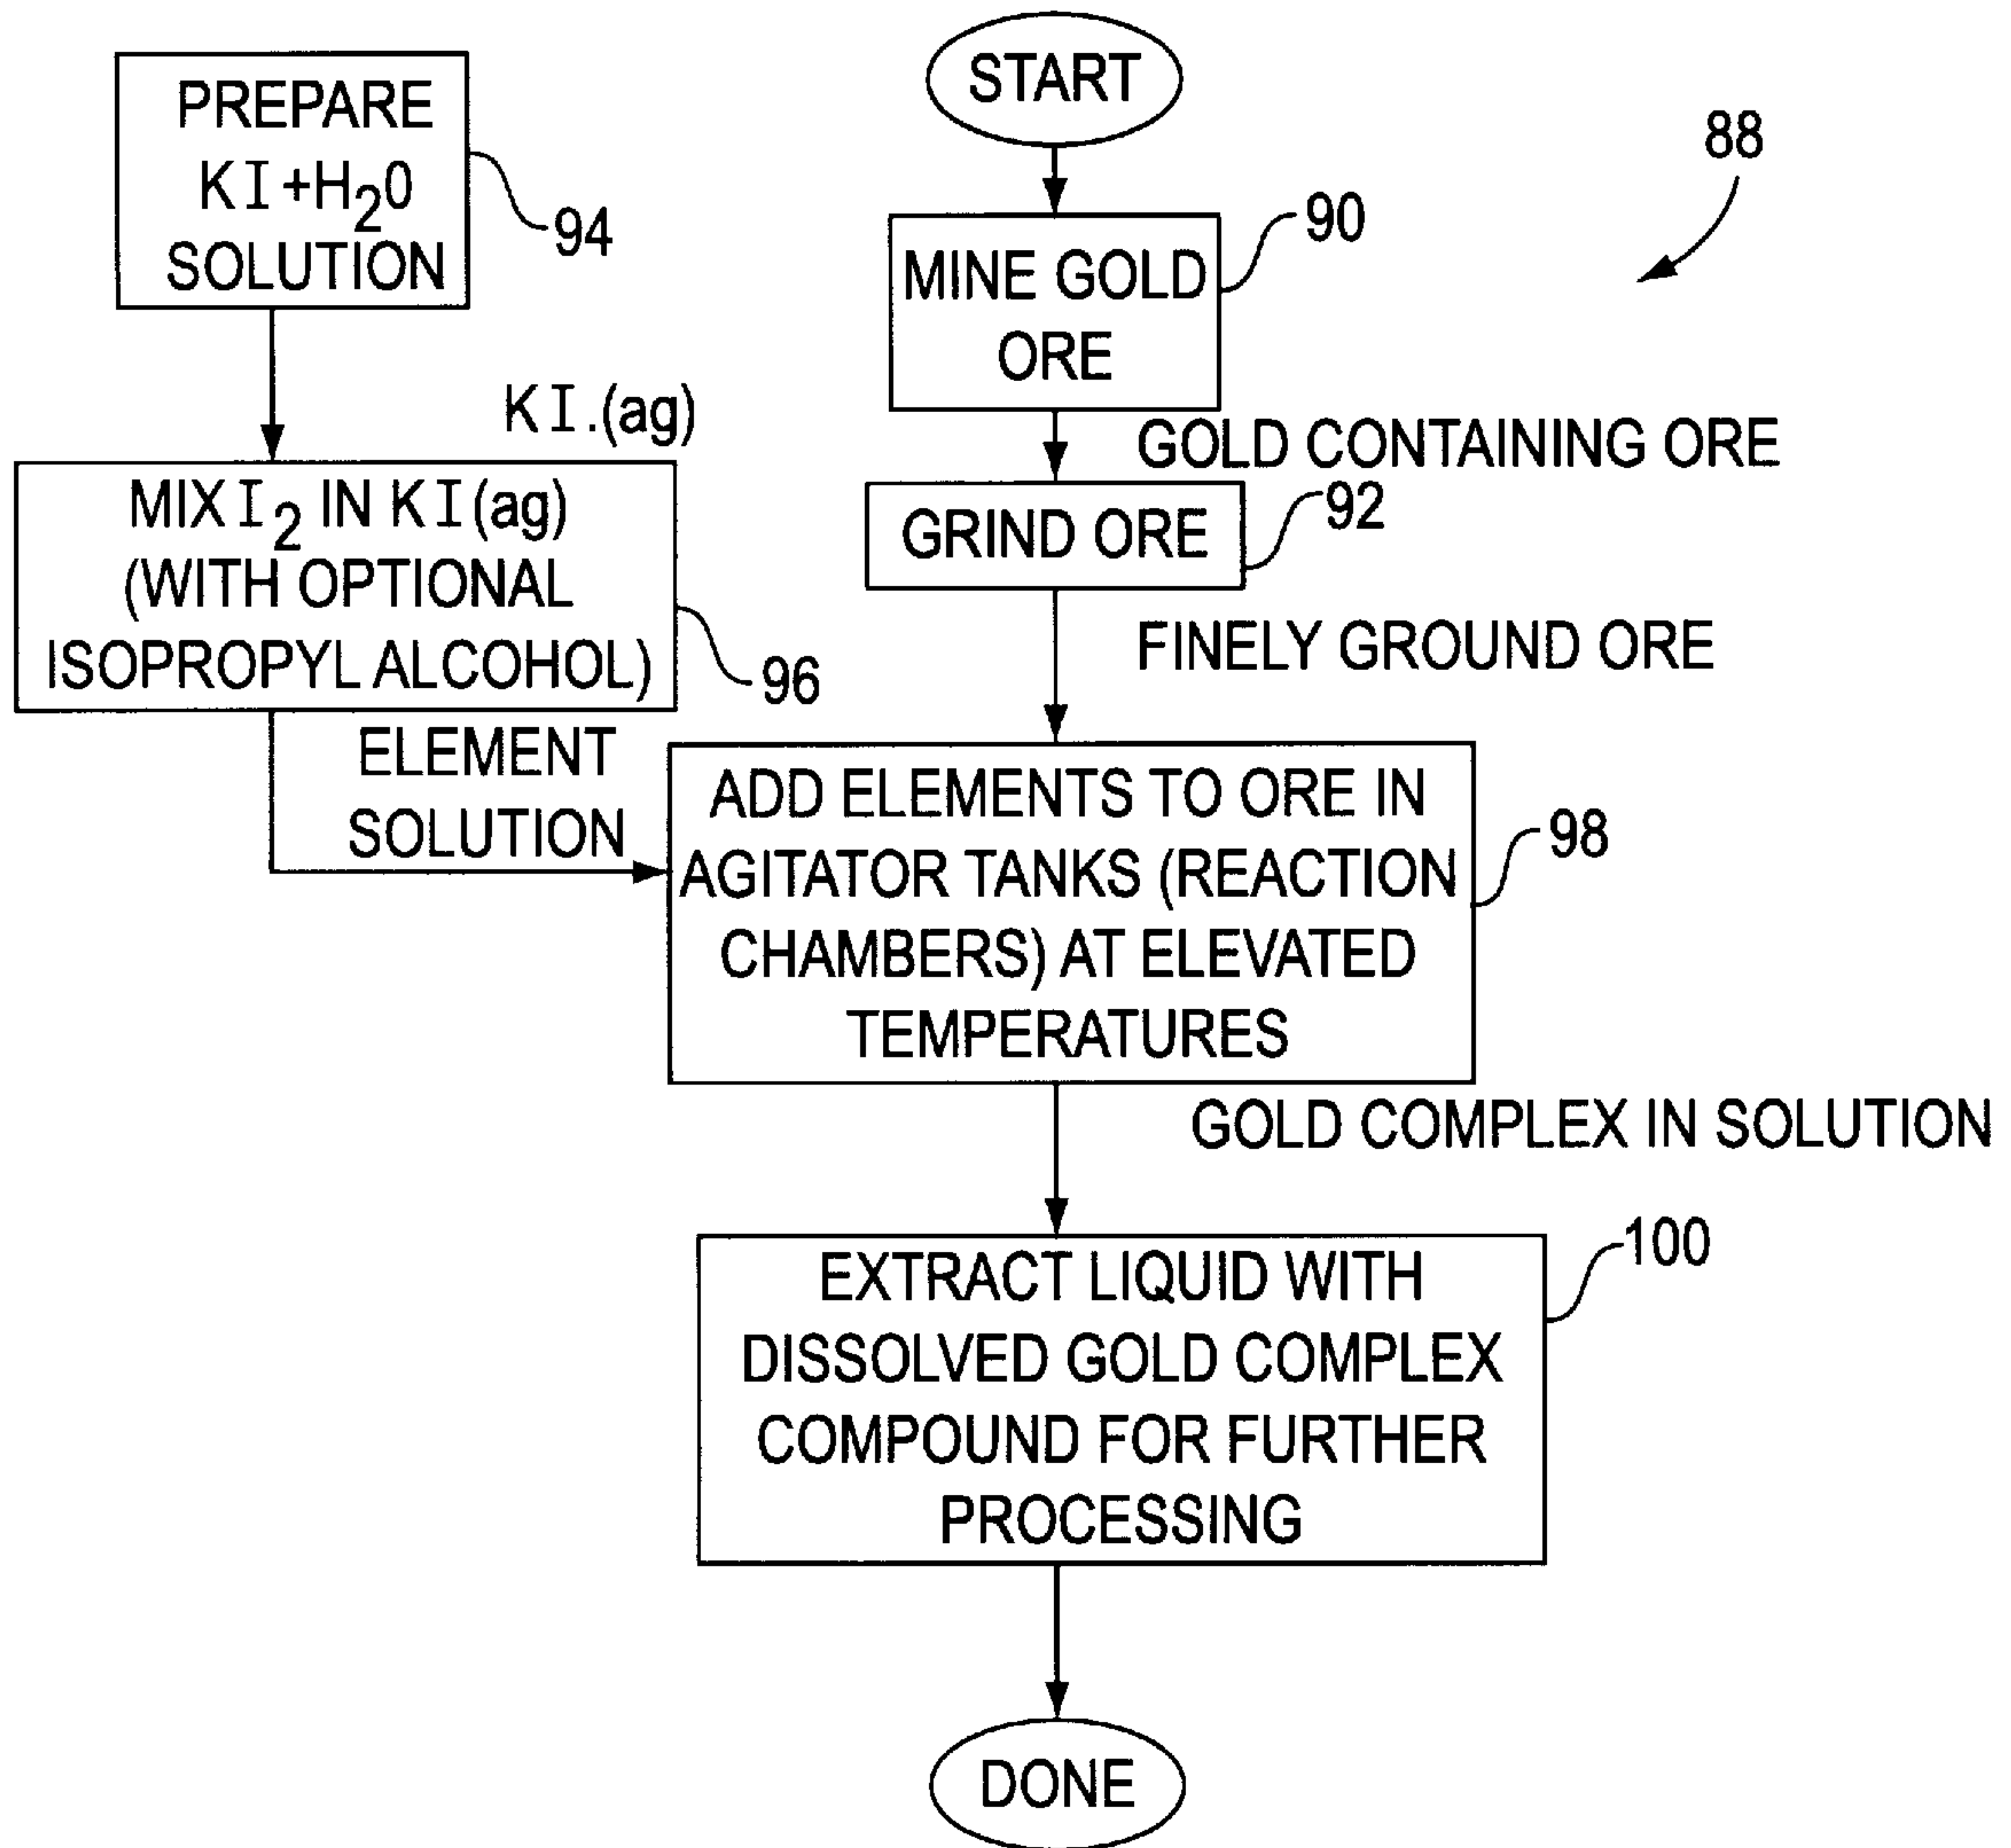 START
88
PREPARE
KI+H2O
SOLUTION
94
90
MINE GOLD
ORE
KI.(ag)
GOLD CONTAINING ORE
MIX I2 IN KI(ag)
(WITH OPTIONAL
ISOPROPYL ALCOHOL)
96
GRIND ORE
92
FINELY GROUND ORE
ELEMENT
SOLUTION
ADD ELEMENTS TO ORE IN
AGITATOR TANKS (REACTION
CHAMBERS) AT ELEVATED
TEMPERATURES
98
GOLD COMPLEX IN SOLUTION
EXTRACT LIQUID WITH
DISSOLVED GOLD COMPLEX
COMPOUND FOR FURTHER
PROCESSING
100
DONE